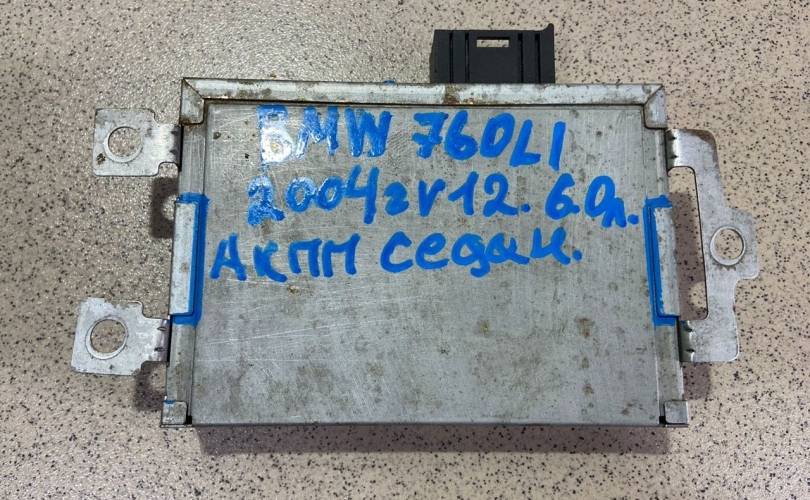 BMW 760LI
2004г V12. 6.0л.
АКПП седан.